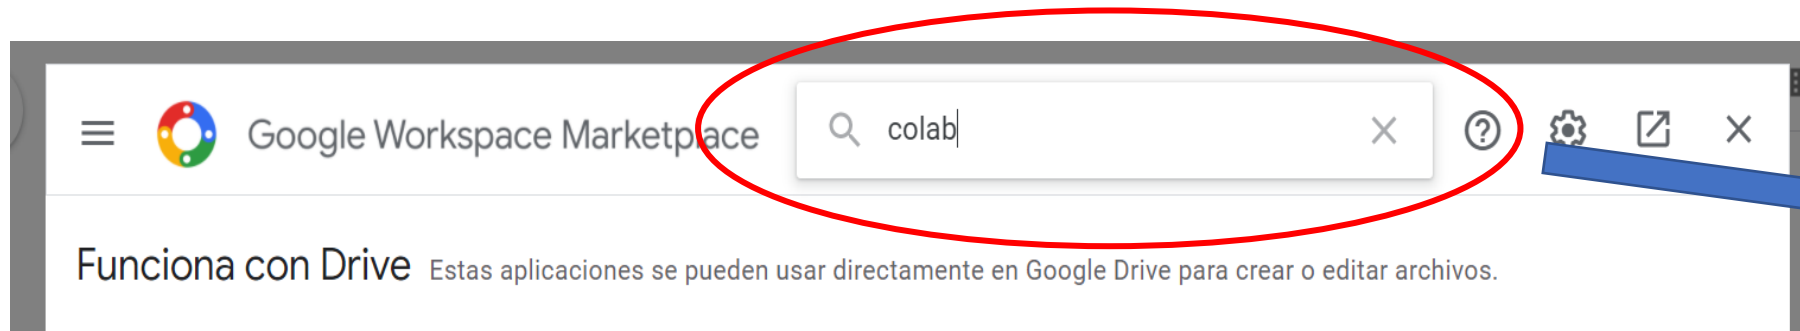 Google Workspace Marketplace
colab
Funciona con Drive Estas aplicaciones se pueden usar directamente en Google Drive para crear o editar archivos.